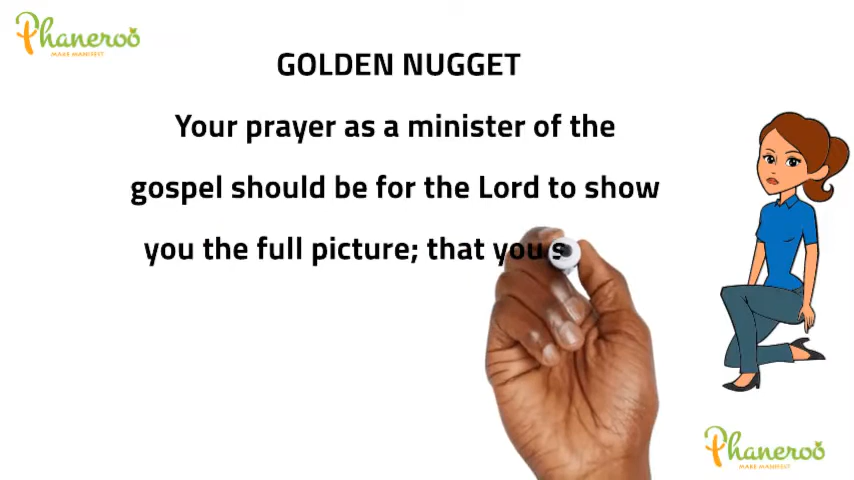 Phaneroo
MAKE MANIFEST
GOLDEN NUGGET
Your prayer as a minister of the
gospel should be for the Lord to show
you the full picture; that you s
Phaneroo
MAKE MANIFEST